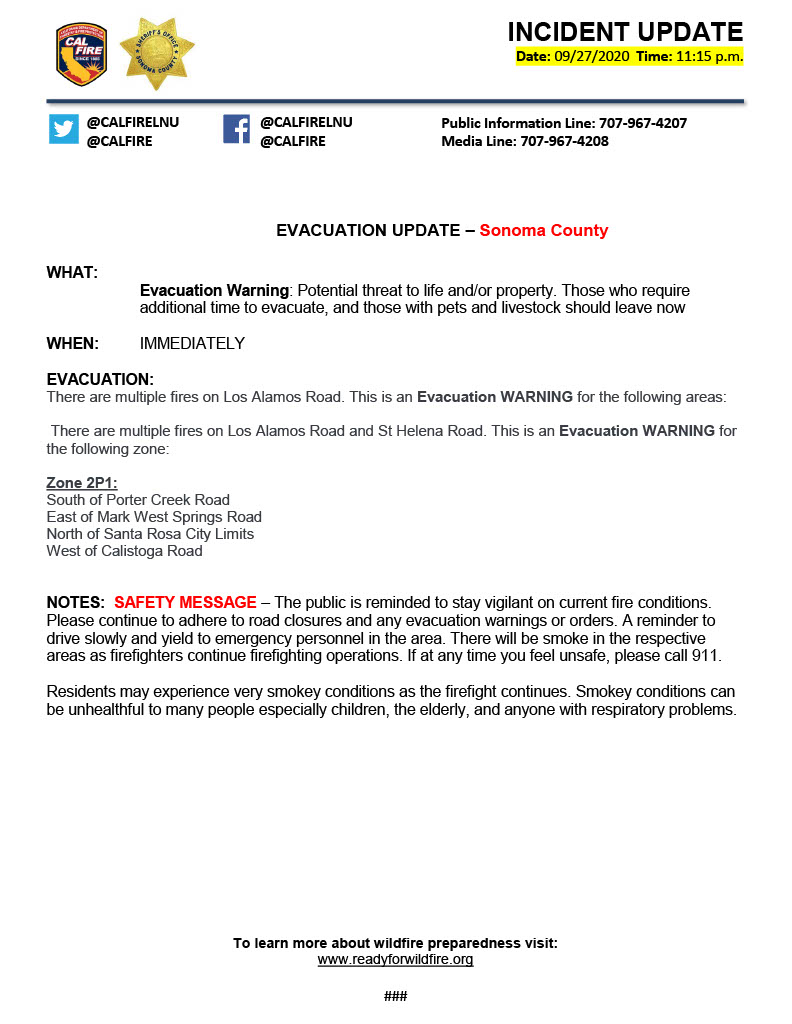 CALIFORNIA DEPARTMENT OF FORESTRY & FIRE PROTECTION
CAL
FIRE
SINCE 1885
SHERIFF'S OFFICE
SONOMA COUNTY
INCIDENT UPDATE
Date: 09/27/2020 Time: 11:15 p.m.
@CALFIRELNU
@CALFIRE
@CALFIRELNU
@CALFIRE
Public Information Line: 707-967-4207
Media Line: 707-967-4208
EVACUATION UPDATE – Sonoma County
WHAT:
Evacuation Warning: Potential threat to life and/or property. Those who require
additional time to evacuate, and those with pets and livestock should leave now
WHEN: IMMEDIATELY
EVACUATION:
There are multiple fires on Los Alamos Road. This is an Evacuation WARNING for the following areas:
There are multiple fires on Los Alamos Road and St Helena Road. This is an Evacuation WARNING for
the following zone:
Zone 2P1:
South of Porter Creek Road
East of Mark West Springs Road
North of Santa Rosa City Limits
West of Calistoga Road
NOTES: SAFETY MESSAGE – The public is reminded to stay vigilant on current fire conditions.
Please continue to adhere to road closures and any evacuation warnings or orders. A reminder to
drive slowly and yield to emergency personnel in the area. There will be smoke in the respective
areas as firefighters continue firefighting operations. If at any time you feel unsafe, please call 911.
Residents may experience very smokey conditions as the firefight continues. Smokey conditions can
be unhealthful to many people especially children, the elderly, and anyone with respiratory problems.
To learn more about wildfire preparedness visit:
www.readyforwildfire.org
###